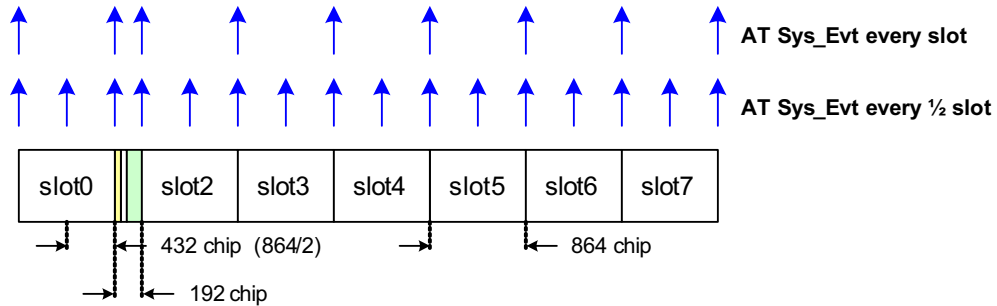 AT Sys_Evt every slot
AT Sys_Evt every ½ slot
slot0 slot2 slot3 slot4 slot5 slot6 slot7
432 chip (864/2) 864 chip
192 chip